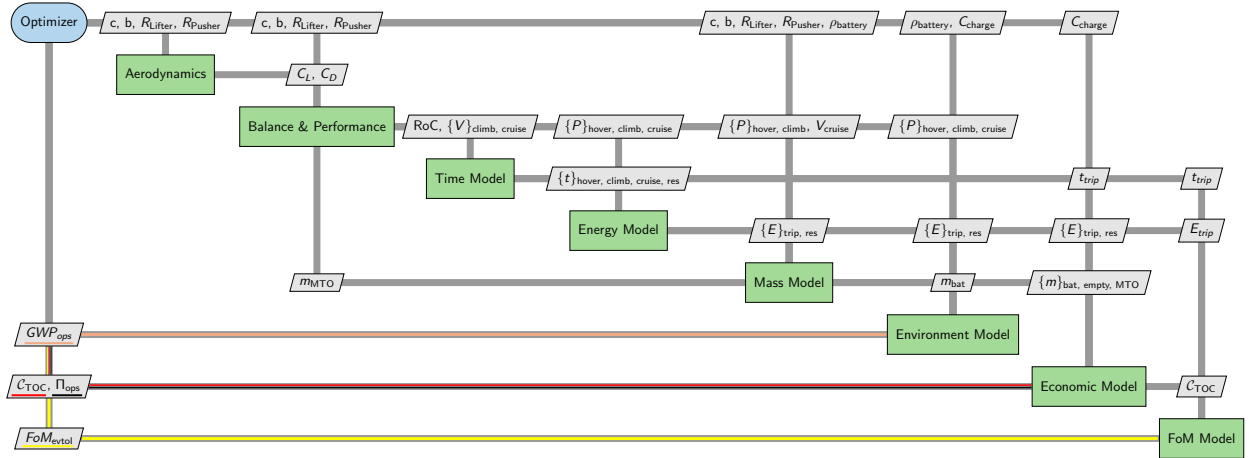 Optimizer
c, b, R_Lifter, R_Pusher
c, b, R_Lifter, R_Pusher
c, b, R_Lifter, R_Pusher, ρ_battery
ρ_battery, C_charge
C_charge
Aerodynamics
C_L, C_D
Balance & Performance
RoC, {V}_climb, cruise
{P}_hover, climb, cruise
{P}_hover, climb, V_cruise
{P}_hover, climb, cruise
Time Model
{t}_hover, climb, cruise, res
t_trip
t_trip
Energy Model
{E}_trip, res
{E}_trip, res
{E}_trip, res
E_trip
m_MTO
Mass Model
m_bat
{m}_bat, empty, MTO
GWP_ops
Environment Model
𝒞_TOC, Π_ops
Economic Model
𝒞_TOC
FoM_evtol
FoM Model